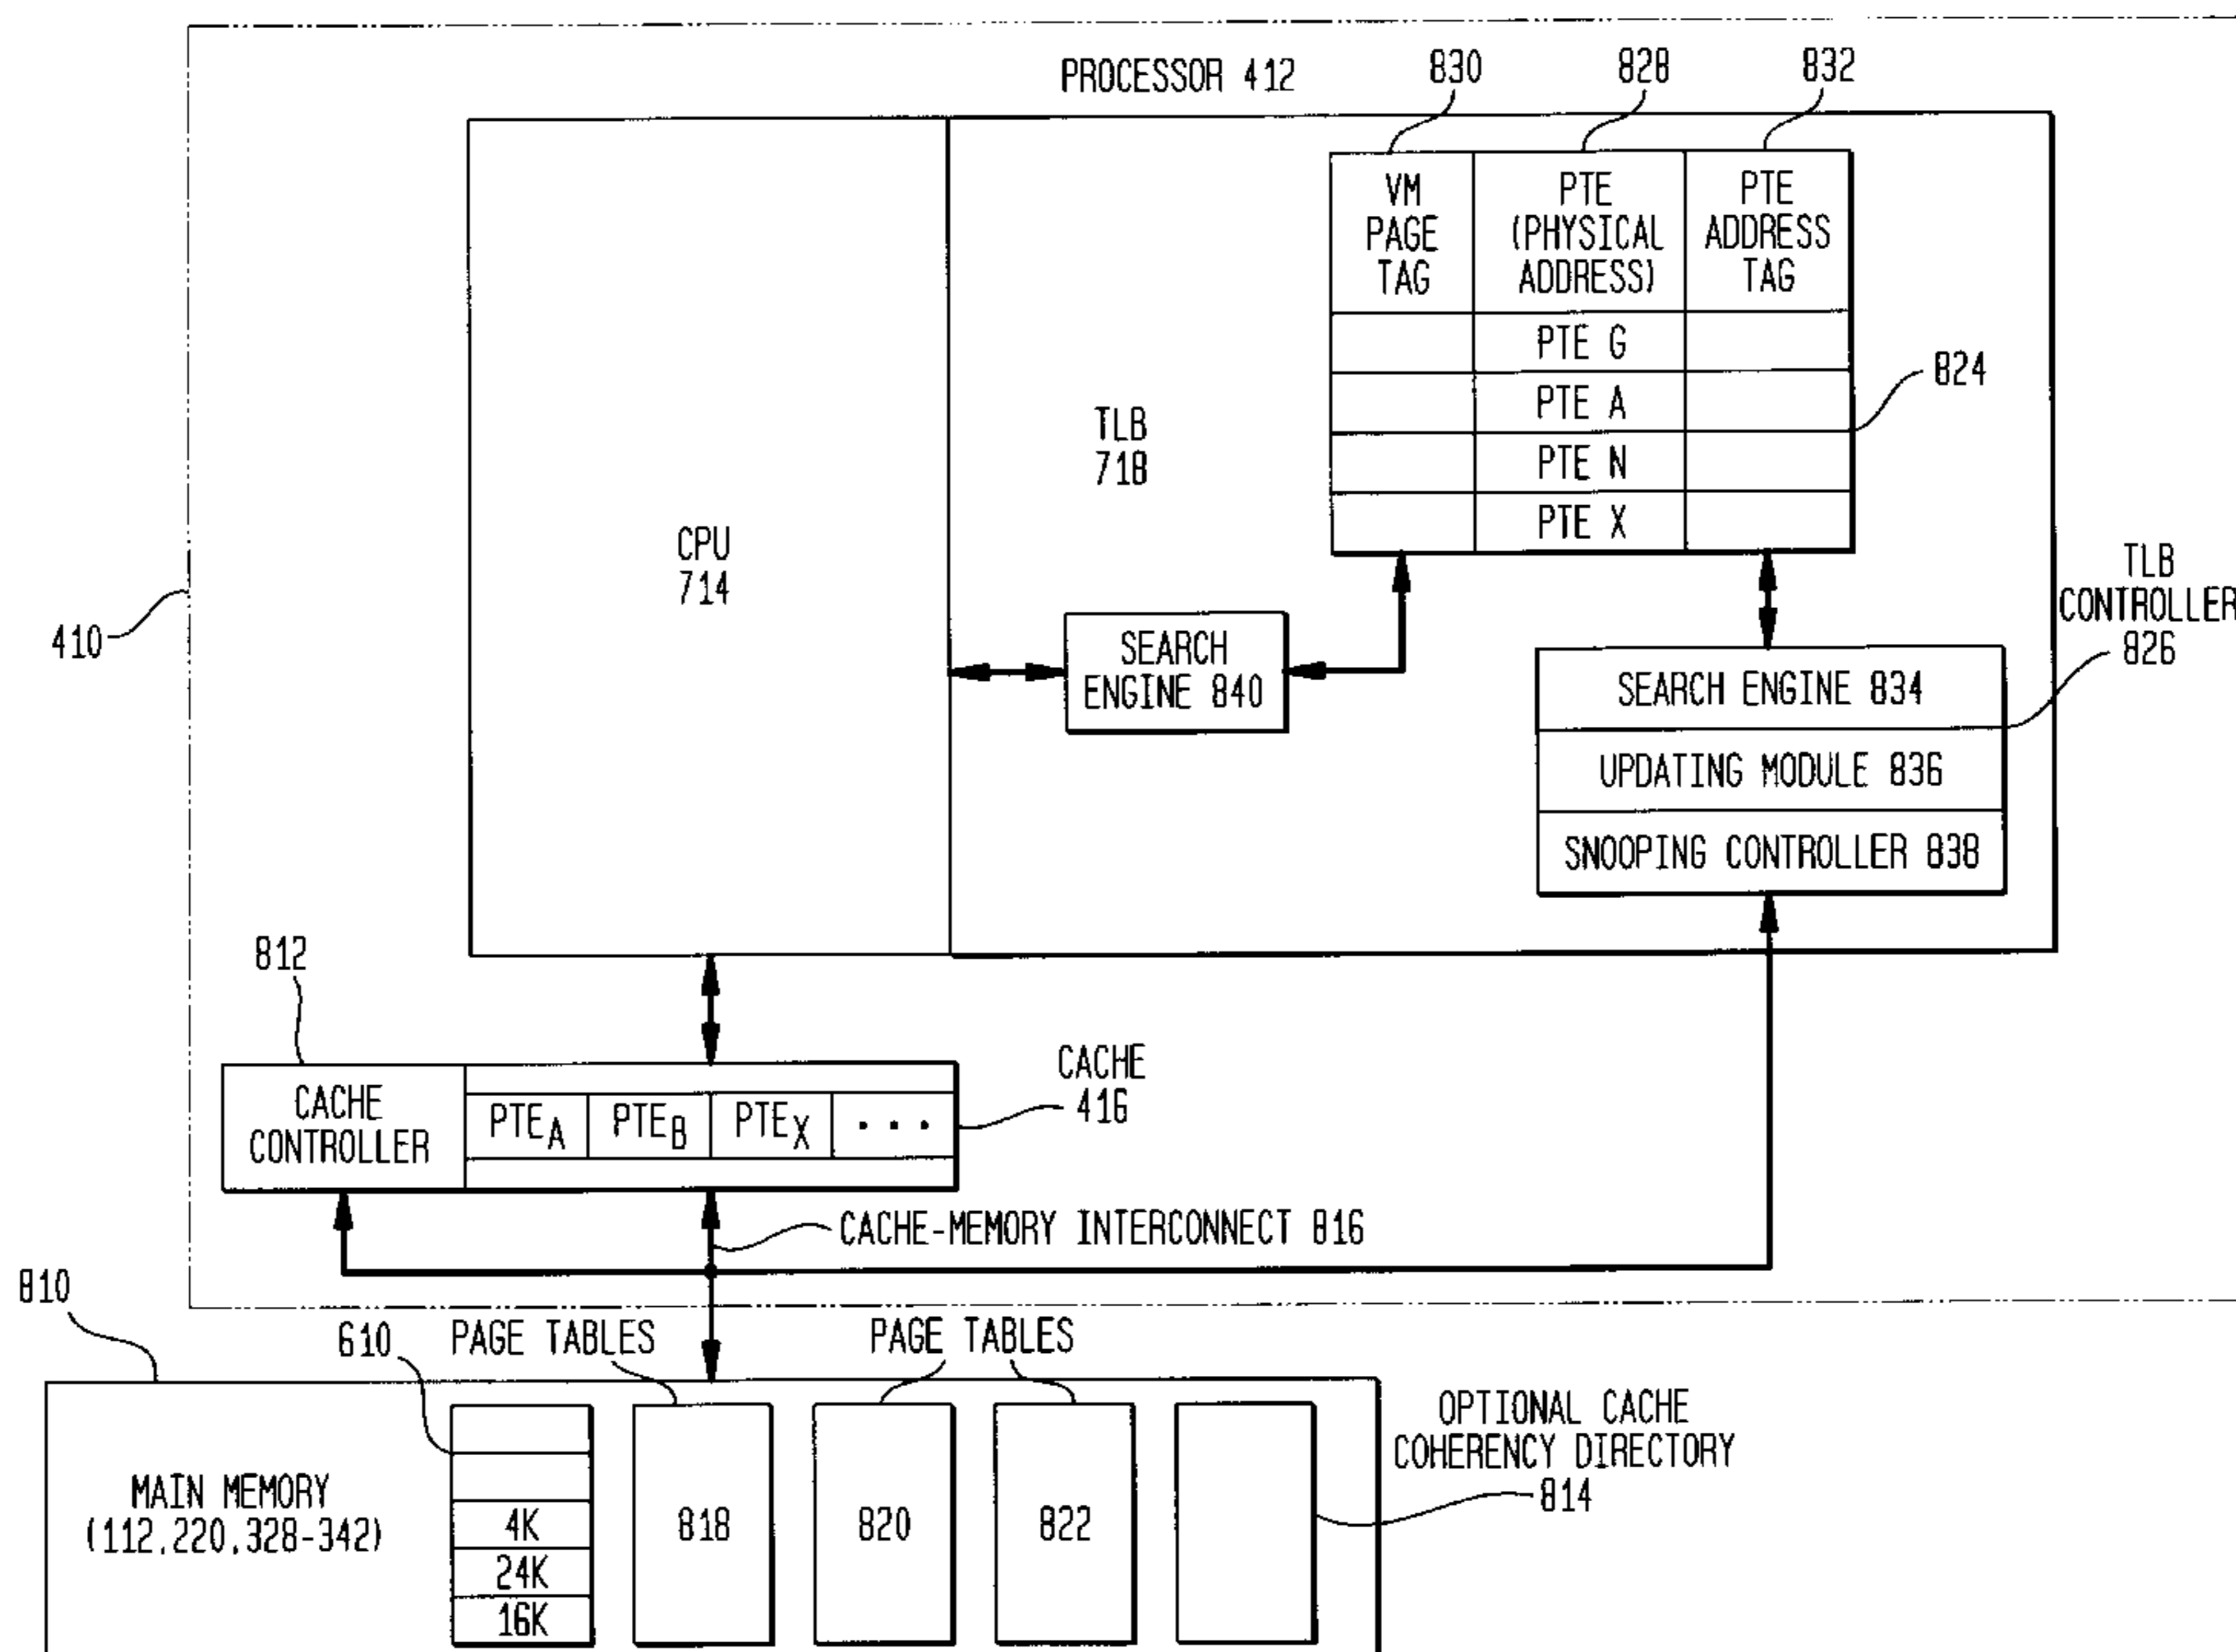 PROCESSOR 412
830
828
832
VM
PAGE
TAG
PTE
(PHYSICAL
ADDRESS)
PTE
ADDRESS
TAG
PTE G
PTE A
PTE N
PTE X
824
TLB
718
CPU
714
410
SEARCH
ENGINE 840
TLB
CONTROLLER
826
SEARCH ENGINE 834
UPDATING MODULE 836
SNOOPING CONTROLLER 838
812
CACHE
CONTROLLER
PTEA PTEB PTEX • • •
CACHE
416
CACHE-MEMORY INTERCONNECT 816
810
610
PAGE TABLES
PAGE TABLES
MAIN MEMORY
(112,220,328-342)
4K
24K
16K
818
820
822
OPTIONAL CACHE
COHERENCY DIRECTORY
814